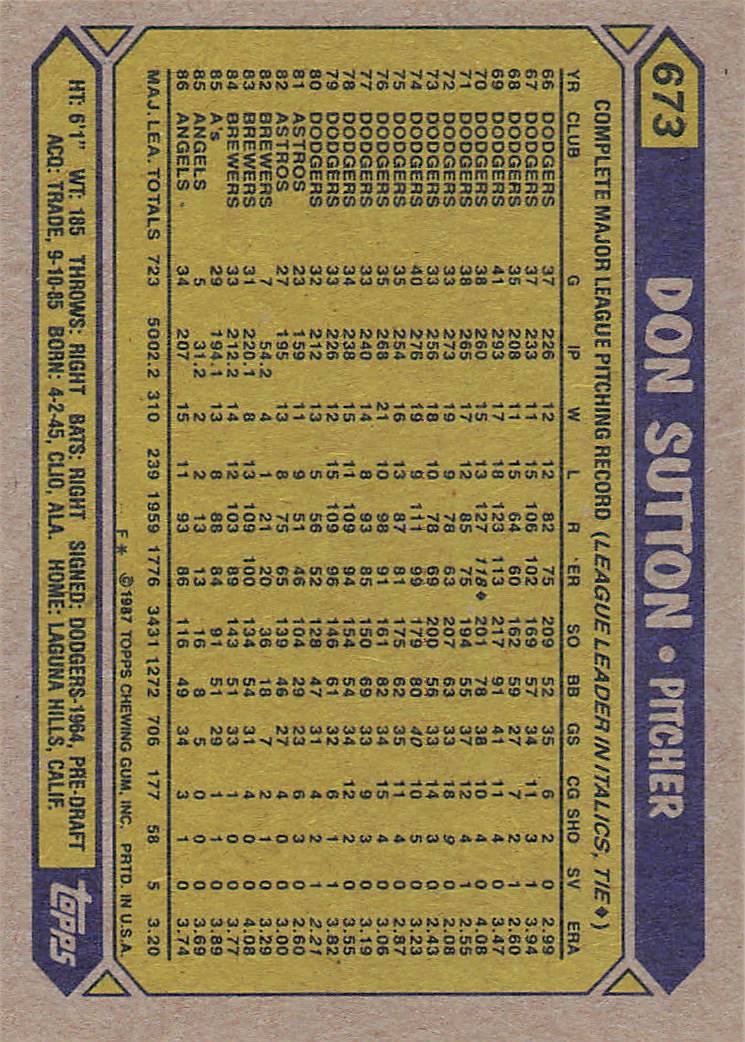 673 DON SUTTON • PITCHER
COMPLETE MAJOR LEAGUE PITCHING RECORD (LEAGUE LEADER IN ITALICS, TIE♦)
YR CLUB G IP W L R ER SO BB GS CG SHO SV ERA
66 DODGERS 37 226 12 12 82 75 209 52 35 6 2 0 2.99
67 DODGERS 37 233 11 15 106 102 169 57 34 11 3 1 3.94
68 DODGERS 35 208 11 15 64 60 162 59 27 7 2 1 2.60
69 DODGERS 41 293 17 18 123 113 217 91 41 11 4 0 3.47
70 DODGERS 38 260 15 13 127 118♦ 201 78 38 10 4 0 4.08
71 DODGERS 38 265 17 12 85 75 194 55 37 12 4 1 2.55
72 DODGERS 33 273 19 9 78 63 207 63 33 18 9 0 2.08
73 DODGERS 33 256 18 10 78 69 200 56 33 14 3 0 2.43
74 DODGERS 40 276 19 9 111 99 179 80 40 10 5 0 3.23
75 DODGERS 35 254 16 13 87 81 175 62 35 11 4 0 2.87
76 DODGERS 35 268 21 10 98 91 161 82 34 15 4 0 3.06
77 DODGERS 33 240 14 8 93 85 150 69 33 9 3 0 3.19
78 DODGERS 34 238 15 11 109 94 154 54 34 12 2 0 3.55
79 DODGERS 33 226 12 15 109 96 146 61 32 6 1 1 3.82
80 DODGERS 32 212 13 5 56 52 128 47 31 4 2 1 2.21
81 ASTROS 23 159 11 9 51 46 104 29 23 6 3 0 2.60
82 ASTROS 27 195 13 8 75 65 139 46 27 4 0 0 3.00
82 BREWERS 7 54.2 4 1 21 20 36 18 7 2 1 0 3.29
83 BREWERS 31 220.1 8 13 109 100 134 54 31 4 0 0 4.08
84 BREWERS 33 212.2 14 12 103 89 143 51 33 1 0 0 3.77
85 A's 29 194.1 13 8 88 84 91 51 29 1 1 0 3.89
85 ANGELS 5 31.2 2 2 13 13 16 8 5 0 0 0 3.69
86 ANGELS 34 207 15 11 93 86 116 49 34 3 1 0 3.74
MAJ. LEA. TOTALS 723 5002.2 310 239 1959 1776 3431 1272 706 177 58 5 3.20
F* ©1987 TOPPS CHEWING GUM, INC. PRTD. IN U.S.A.
HT: 6'1" WT: 185 THROWS: RIGHT BATS: RIGHT SIGNED: DODGERS-1964, PRE-DRAFT
ACQ: TRADE, 9-10-85 BORN: 4-2-45, CLIO, ALA. HOME: LAGUNA HILLS, CALIF.
topps